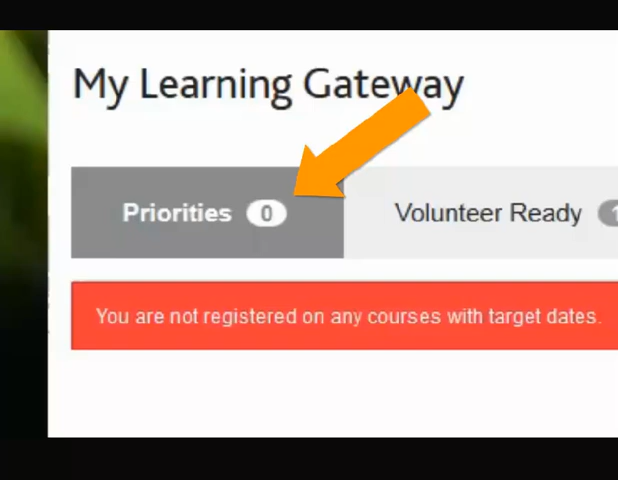 My Learning Gateway
Priorities 0 Volunteer Ready
You are not registered on any courses with target dates.